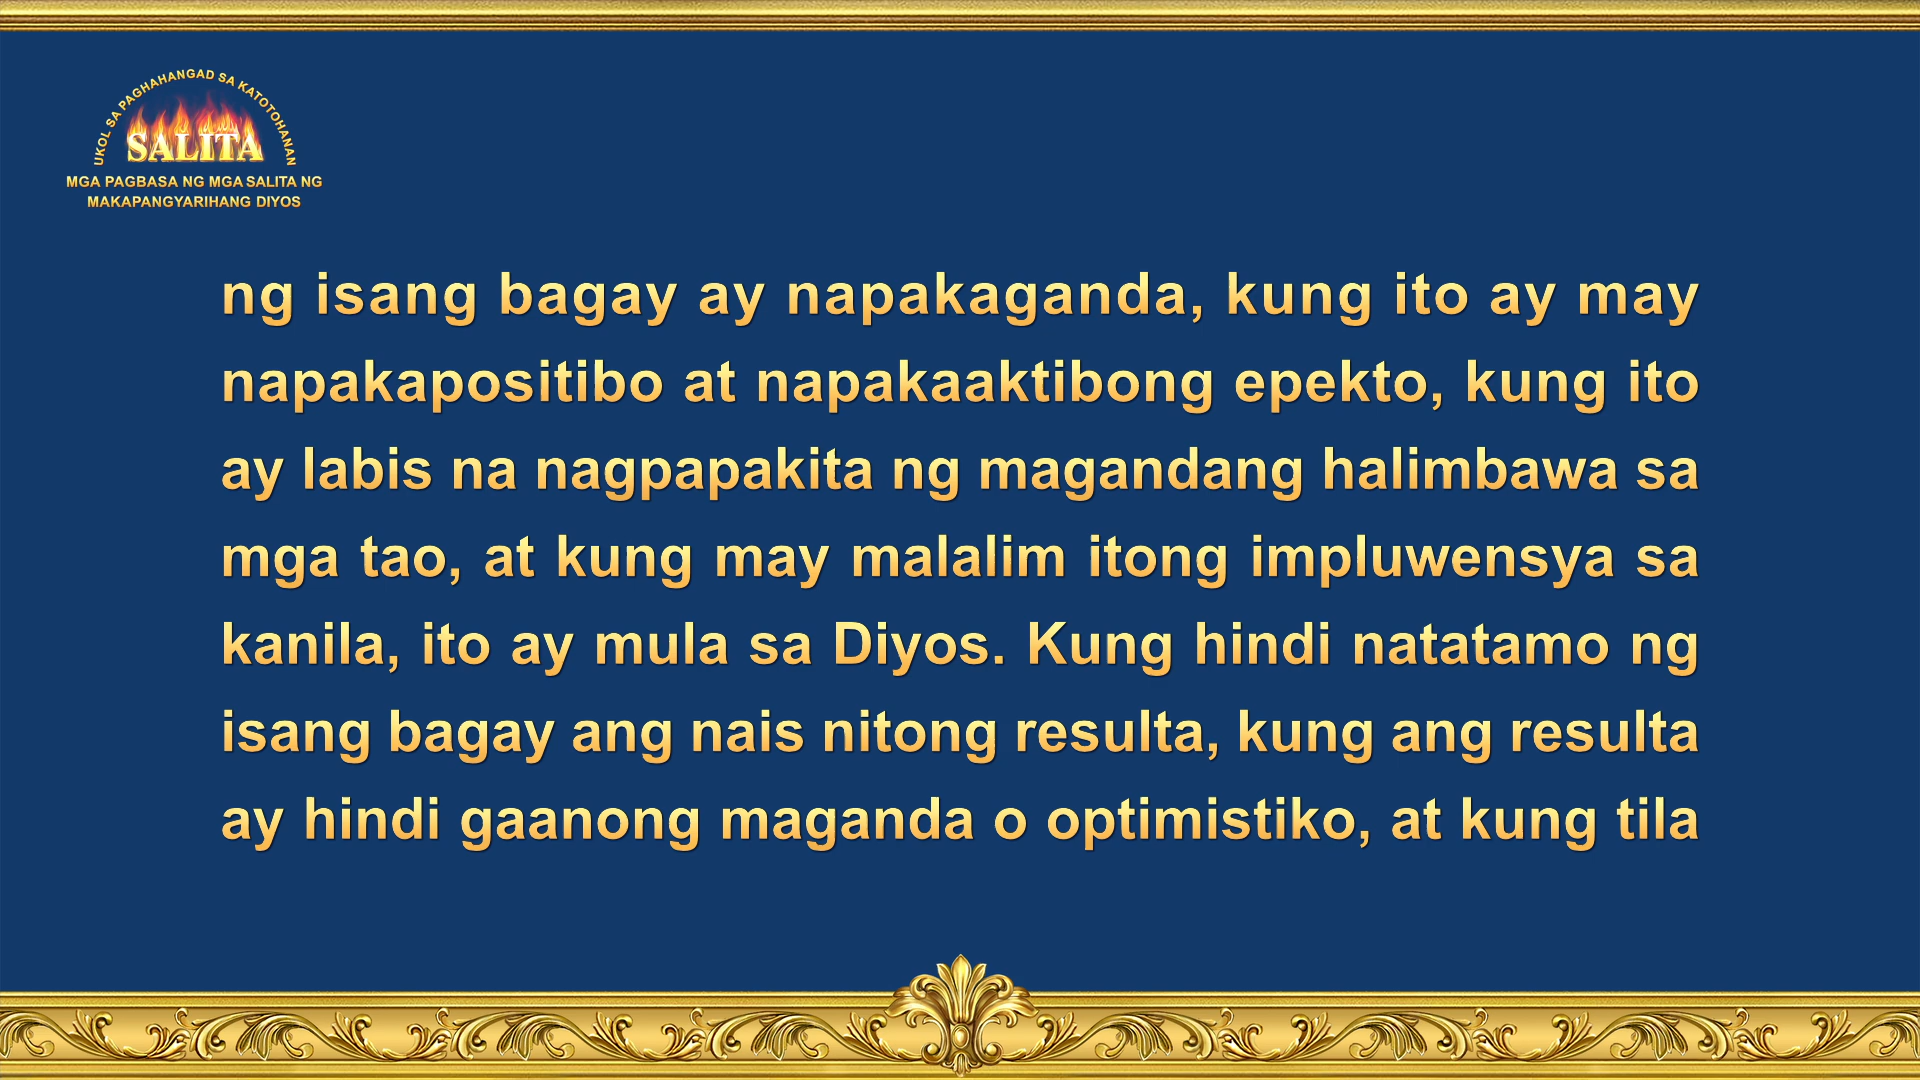 UKOL SA PAGHAHANGAD SA KATOTOHANAN
SALITA
MGA PAGBASA NG MGA SALITA NG
MAKAPANGYARIHANG DIYOS
ng isang bagay ay napakaganda, kung ito ay may
napakapositibo at napakaaktibong epekto, kung ito
ay labis na nagpapakita ng magandang halimbawa sa
mga tao, at kung may malalim itong impluwensya sa
kanila, ito ay mula sa Diyos. Kung hindi natatamo ng
isang bagay ang nais nitong resulta, kung ang resulta
ay hindi gaanong maganda o optimistiko, at kung tila